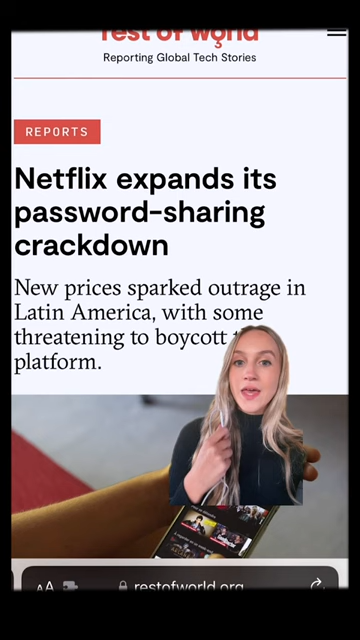 rest of world
Reporting Global Tech Stories
REPORTS
Netflix expands its
password-sharing
crackdown
New prices sparked outrage in
Latin America, with some
threatening to boycott
platform.
AA
restofworld.org